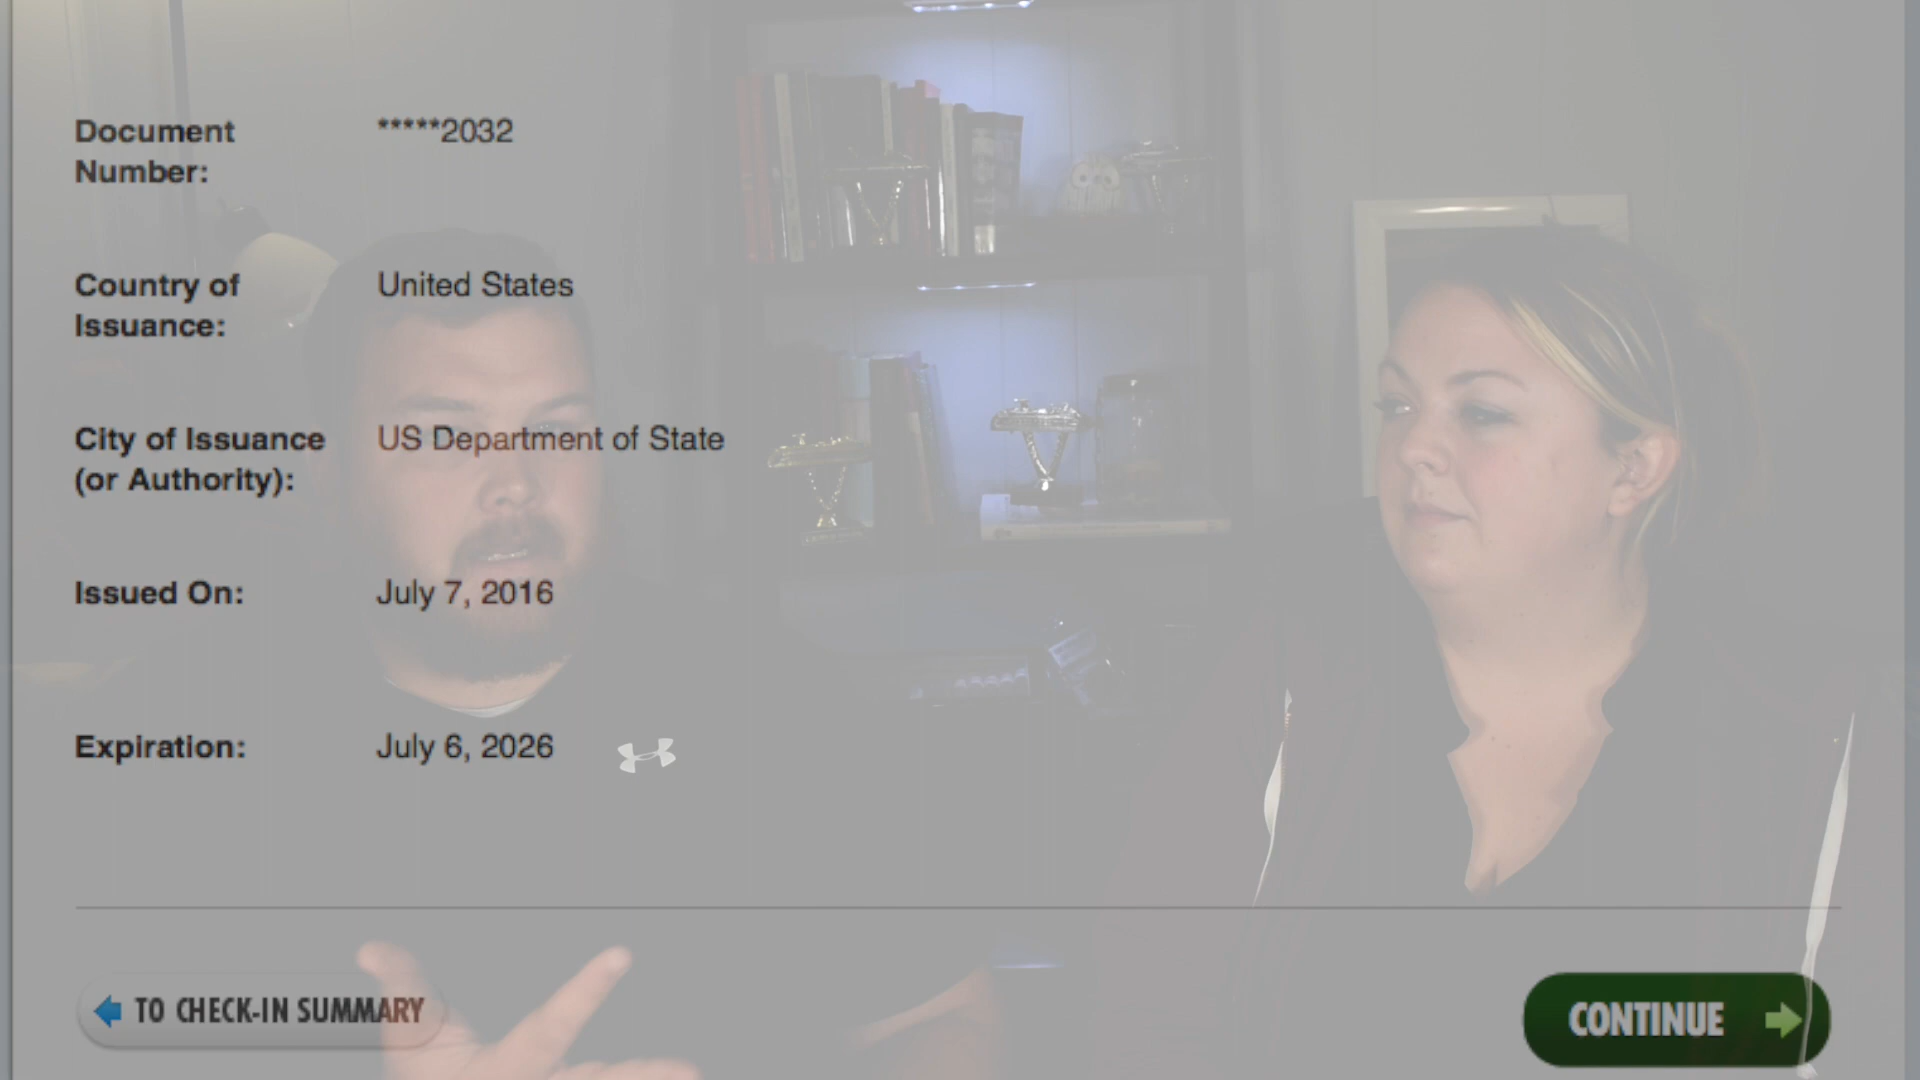 Document *****2032
Number:
Country of United States
Issuance:
City of Issuance US Department of State
(or Authority):
Issued On: July 7, 2016
Expiration: July 6, 2026
TO CHECK-IN SUMMARY
CONTINUE